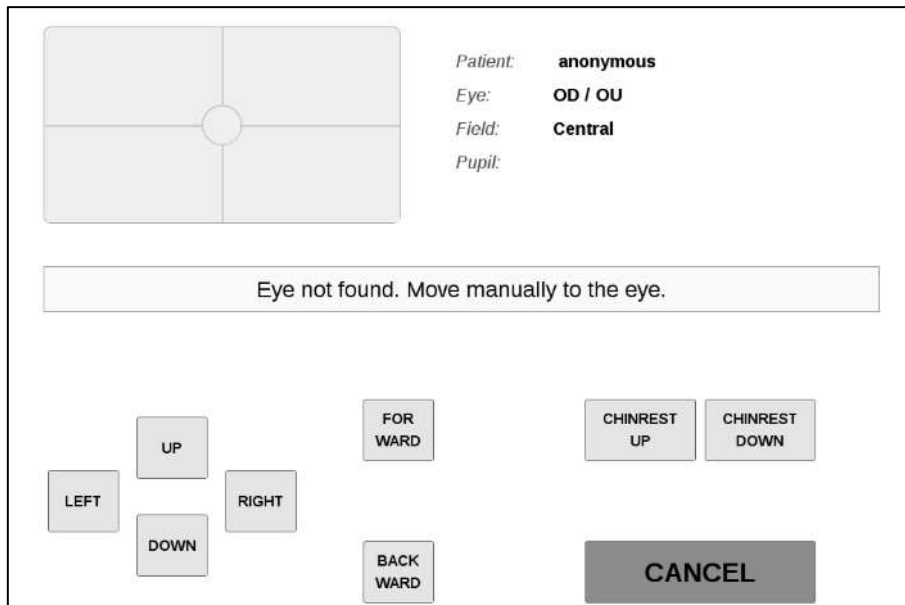 Patient: anonymous
Eye: OD / OU
Field: Central
Pupil:
Eye not found. Move manually to the eye.
UP
LEFT
RIGHT
DOWN
FOR
WARD
BACK
WARD
CHINREST
UP
CHINREST
DOWN
CANCEL